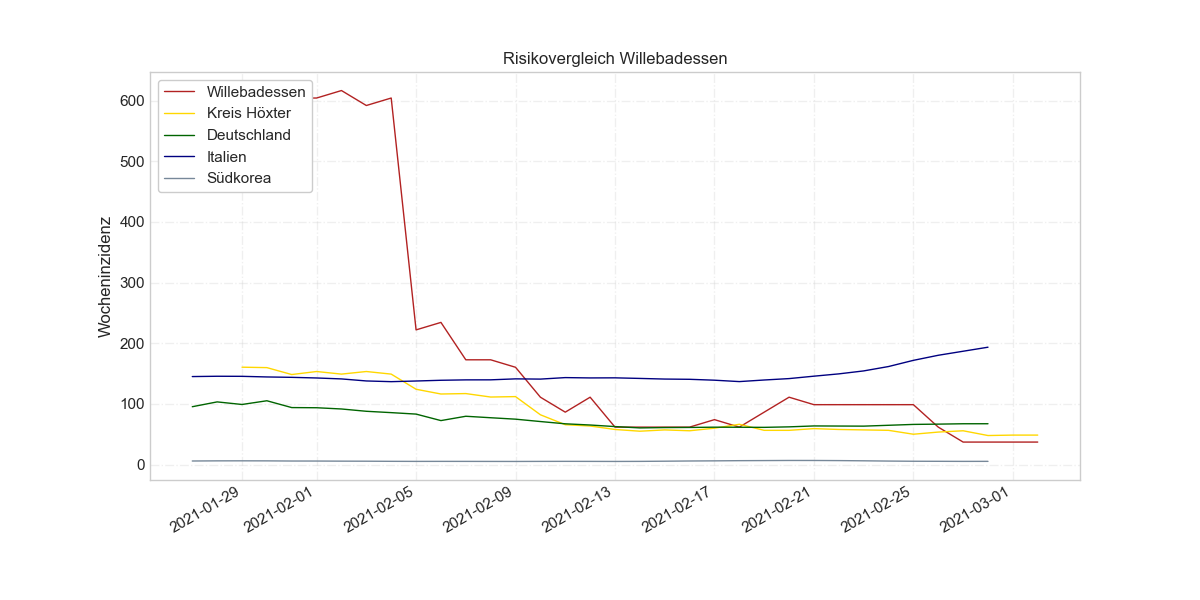 Risikovergleich Willebadessen
Willebadessen
Kreis Höxter
Deutschland
Italien
Südkorea
Wocheninzidenz
600
500
400
300
200
100
0
2021-01-29
2021-02-01
2021-02-05
2021-02-09
2021-02-13
2021-02-17
2021-02-21
2021-02-25
2021-03-01